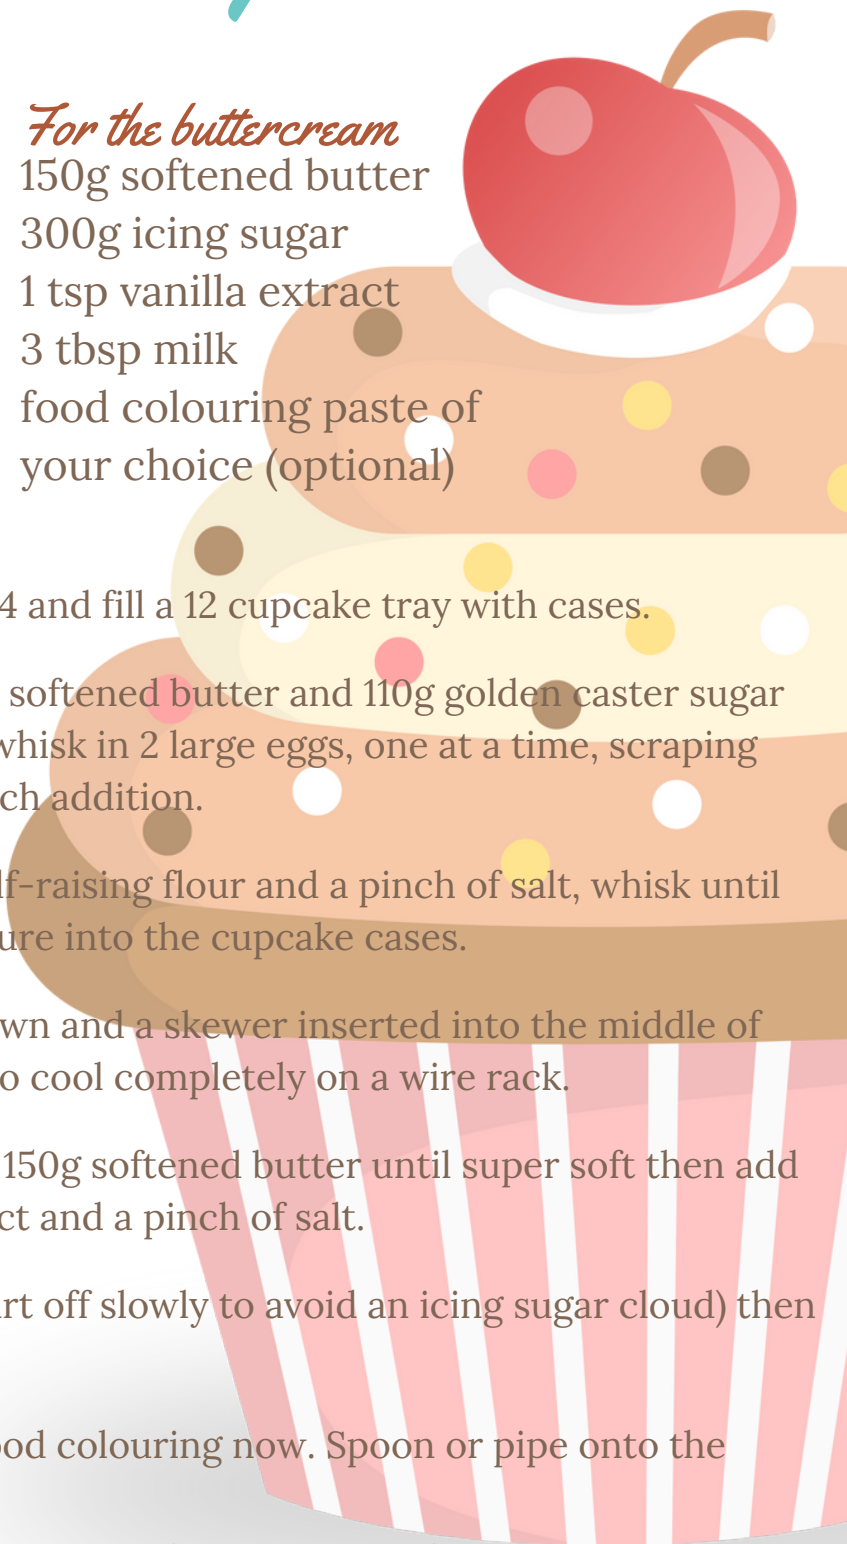 For the buttercream
150g softened butter
300g icing sugar
1 tsp vanilla extract
3 tbsp milk
food colouring paste of
your choice (optional)
4 and fill a 12 cupcake tray with cases.
softened butter and 110g golden caster sugar
whisk in 2 large eggs, one at a time, scraping
ch addition.
lf-raising flour and a pinch of salt, whisk until
ure into the cupcake cases.
wn and a skewer inserted into the middle of
o cool completely on a wire rack.
150g softened butter until super soft then add
ct and a pinch of salt.
rt off slowly to avoid an icing sugar cloud) then
ood colouring now. Spoon or pipe onto the